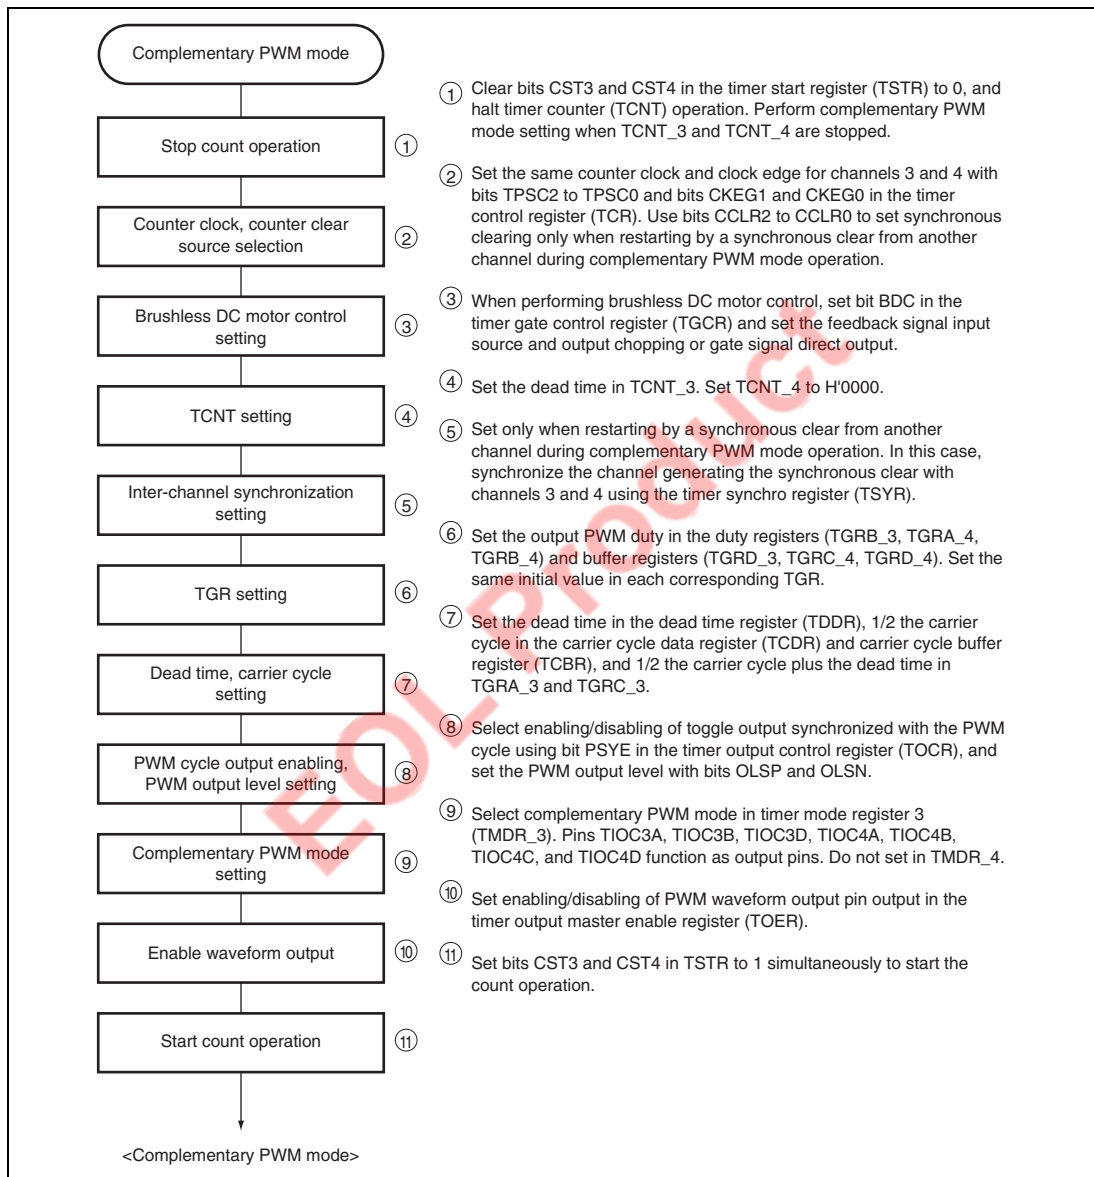 Complementary PWM mode
Stop count operation
①
Counter clock, counter clear
source selection
②
Brushless DC motor control
setting
③
TCNT setting
④
Inter-channel synchronization
setting
⑤
TGR setting
⑥
Dead time, carrier cycle
setting
⑦
PWM cycle output enabling,
PWM output level setting
⑧
Complementary PWM mode
setting
⑨
Enable waveform output
⑩
Start count operation
⑪
<Complementary PWM mode>
① Clear bits CST3 and CST4 in the timer start register (TSTR) to 0, and
halt timer counter (TCNT) operation. Perform complementary PWM
mode setting when TCNT_3 and TCNT_4 are stopped.
② Set the same counter clock and clock edge for channels 3 and 4 with
bits TPSC2 to TPSC0 and bits CKEG1 and CKEG0 in the timer
control register (TCR). Use bits CCLR2 to CCLR0 to set synchronous
clearing only when restarting by a synchronous clear from another
channel during complementary PWM mode operation.
③ When performing brushless DC motor control, set bit BDC in the
timer gate control register (TGCR) and set the feedback signal input
source and output chopping or gate signal direct output.
④ Set the dead time in TCNT_3. Set TCNT_4 to H'0000.
⑤ Set only when restarting by a synchronous clear from another
channel during complementary PWM mode operation. In this case,
synchronize the channel generating the synchronous clear with
channels 3 and 4 using the timer synchro register (TSYR).
⑥ Set the output PWM duty in the duty registers (TGRB_3, TGRA_4,
TGRB_4) and buffer registers (TGRD_3, TGRC_4, TGRD_4). Set the
same initial value in each corresponding TGR.
⑦ Set the dead time in the dead time register (TDDR), 1/2 the carrier
cycle in the carrier cycle data register (TCDR) and carrier cycle buffer
register (TCBR), and 1/2 the carrier cycle plus the dead time in
TGRA_3 and TGRC_3.
⑧ Select enabling/disabling of toggle output synchronized with the PWM
cycle using bit PSYE in the timer output control register (TOCR), and
set the PWM output level with bits OLSP and OLSN.
⑨ Select complementary PWM mode in timer mode register 3
(TMDR_3). Pins TIOC3A, TIOC3B, TIOC3D, TIOC4A, TIOC4B,
TIOC4C, and TIOC4D function as output pins. Do not set in TMDR_4.
⑩ Set enabling/disabling of PWM waveform output pin output in the
timer output master enable register (TOER).
⑪ Set bits CST3 and CST4 in TSTR to 1 simultaneously to start the
count operation.
EOL Product